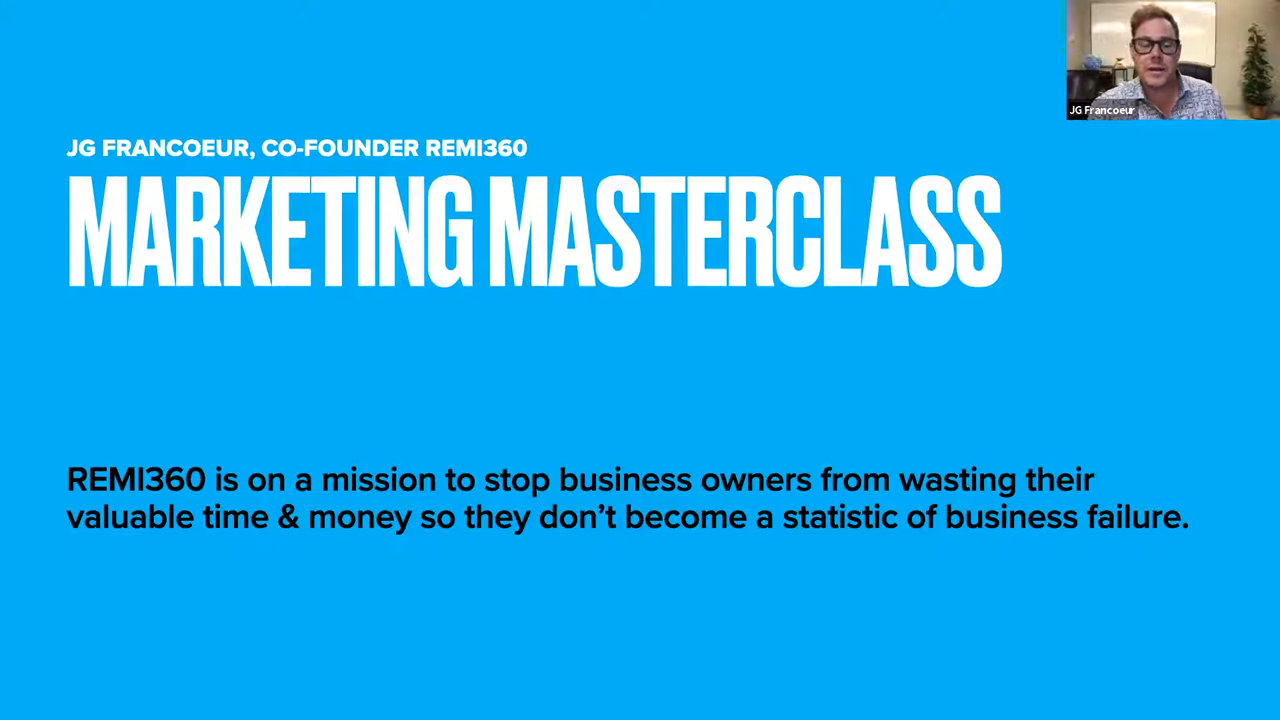 JG Francoeur
JG FRANCOEUR, CO-FOUNDER REMI360
MARKETING MASTERCLASS
REMI360 is on a mission to stop business owners from wasting their
valuable time & money so they don’t become a statistic of business failure.